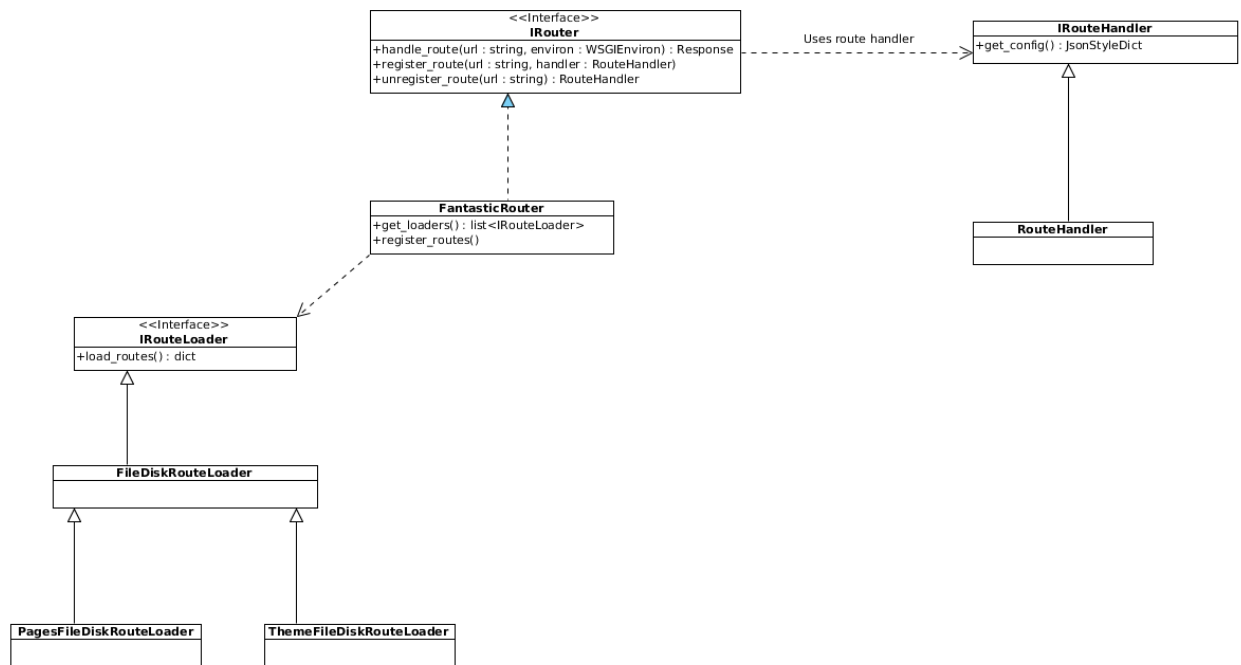 <<Interface>>
IRouter
+handle_route(url : string, environ : WSGIEnviron) : Response
+register_route(url : string, handler : RouteHandler)
+unregister_route(url : string) : RouteHandler
Uses route handler
IRouteHandler
+get_config() : JsonStyleDict
FantasticRouter
+get_loaders() : list<IRouteLoader>
+register_routes()
RouteHandler
<<Interface>>
IRouteLoader
+load_routes() : dict
FileDiskRouteLoader
PagesFileDiskRouteLoader
ThemeFileDiskRouteLoader